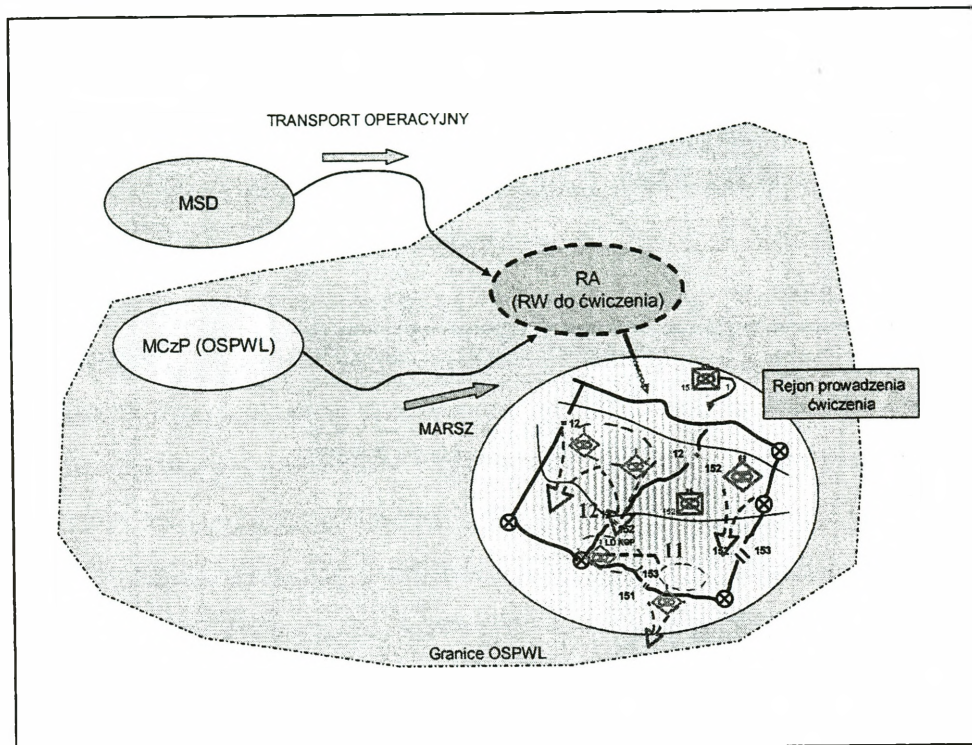 TRANSPORT OPERACYJNY
MSD
RA
(RW do ćwiczenia)
MCzP (OSPWL)
MARSZ
Rejon prowadzenia
ćwiczenia
12
12
152
152
12
152
11
153
153
151
Granice OSPWL